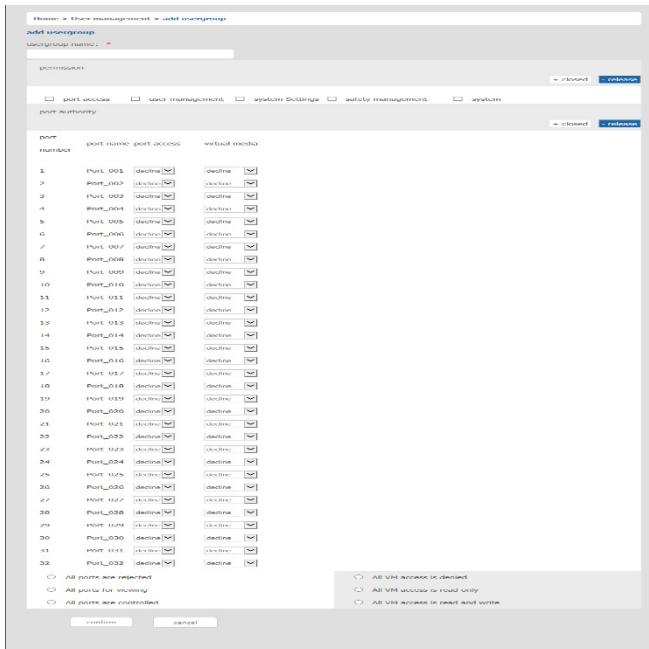 Home > User management > add usergroup
add usergroup
usergroup name: *
permission
+ closed - release
port access user management system Settings safety management system
port authority
+ closed - release
port number port name port access virtual media
1 Port_001 decline decline
2 Port_002 decline decline
3 Port_003 decline decline
4 Port_004 decline decline
5 Port_005 decline decline
6 Port_006 decline decline
7 Port_007 decline decline
8 Port_008 decline decline
9 Port_009 decline decline
10 Port_010 decline decline
11 Port_011 decline decline
12 Port_012 decline decline
13 Port_013 decline decline
14 Port_014 decline decline
15 Port_015 decline decline
16 Port_016 decline decline
17 Port_017 decline decline
18 Port_018 decline decline
19 Port_019 decline decline
20 Port_020 decline decline
21 Port_021 decline decline
22 Port_022 decline decline
23 Port_023 decline decline
24 Port_024 decline decline
25 Port_025 decline decline
26 Port_026 decline decline
27 Port_027 decline decline
28 Port_028 decline decline
29 Port_029 decline decline
30 Port_030 decline decline
31 Port_031 decline decline
32 Port_032 decline decline
All ports are rejected All VM access is denied
All ports for viewing All VM access is read only
All ports are controlled All VM access is read and write
confirm cancel